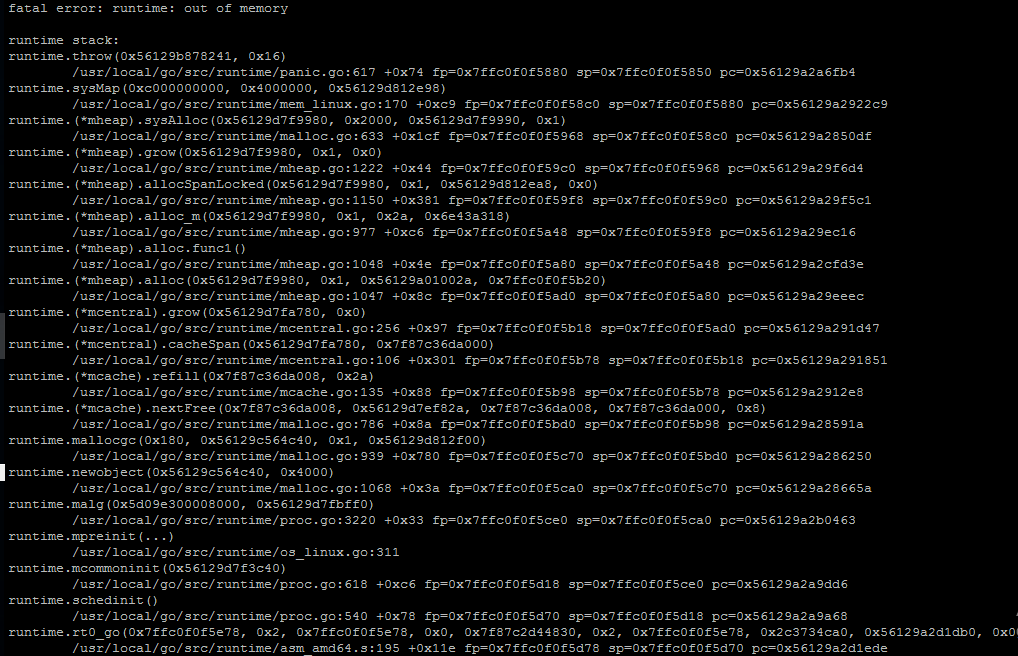 fatal error: runtime: out of memory
runtime stack:
runtime.throw(0x56129b878241, 0x16)
/usr/local/go/src/runtime/panic.go:617 +0x74 fp=0x7ffc0f0f5880 sp=0x7ffc0f0f5850 pc=0x56129a2a6fb4
runtime.sysMap(0xc000000000, 0x4000000, 0x56129d812e98)
/usr/local/go/src/runtime/mem_linux.go:170 +0xc9 fp=0x7ffc0f0f58c0 sp=0x7ffc0f0f5880 pc=0x56129a2922c9
runtime.(*mheap).sysAlloc(0x56129d7f9980, 0x2000, 0x56129d7f9990, 0x1)
/usr/local/go/src/runtime/malloc.go:633 +0x1cf fp=0x7ffc0f0f5968 sp=0x7ffc0f0f58c0 pc=0x56129a2850df
runtime.(*mheap).grow(0x56129d7f9980, 0x1, 0x0)
/usr/local/go/src/runtime/mheap.go:1222 +0x44 fp=0x7ffc0f0f59c0 sp=0x7ffc0f0f5968 pc=0x56129a29f6d4
runtime.(*mheap).allocSpanLocked(0x56129d7f9980, 0x1, 0x56129d812ea8, 0x0)
/usr/local/go/src/runtime/mheap.go:1150 +0x381 fp=0x7ffc0f0f59f8 sp=0x7ffc0f0f59c0 pc=0x56129a29f5c1
runtime.(*mheap).alloc_m(0x56129d7f9980, 0x1, 0x2a, 0x6e43a318)
/usr/local/go/src/runtime/mheap.go:977 +0xc6 fp=0x7ffc0f0f5a48 sp=0x7ffc0f0f59f8 pc=0x56129a29ec16
runtime.(*mheap).alloc.func1()
/usr/local/go/src/runtime/mheap.go:1048 +0x4e fp=0x7ffc0f0f5a80 sp=0x7ffc0f0f5a48 pc=0x56129a2cfd3e
runtime.(*mheap).alloc(0x56129d7f9980, 0x1, 0x56129a01002a, 0x7ffc0f0f5b20)
/usr/local/go/src/runtime/mheap.go:1047 +0x8c fp=0x7ffc0f0f5ad0 sp=0x7ffc0f0f5a80 pc=0x56129a29eeec
runtime.(*mcentral).grow(0x56129d7fa780, 0x0)
/usr/local/go/src/runtime/mcentral.go:256 +0x97 fp=0x7ffc0f0f5b18 sp=0x7ffc0f0f5ad0 pc=0x56129a291d47
runtime.(*mcentral).cacheSpan(0x56129d7fa780, 0x7f87c36da000)
/usr/local/go/src/runtime/mcentral.go:106 +0x301 fp=0x7ffc0f0f5b78 sp=0x7ffc0f0f5b18 pc=0x56129a291851
runtime.(*mcache).refill(0x7f87c36da008, 0x2a)
/usr/local/go/src/runtime/mcache.go:135 +0x88 fp=0x7ffc0f0f5b98 sp=0x7ffc0f0f5b78 pc=0x56129a2912e8
runtime.(*mcache).nextFree(0x7f87c36da008, 0x56129d7ef82a, 0x7f87c36da008, 0x7f87c36da000, 0x8)
/usr/local/go/src/runtime/malloc.go:786 +0x8a fp=0x7ffc0f0f5bd0 sp=0x7ffc0f0f5b98 pc=0x56129a28591a
runtime.mallocgc(0x180, 0x56129c564c40, 0x1, 0x56129d812f00)
/usr/local/go/src/runtime/malloc.go:939 +0x780 fp=0x7ffc0f0f5c70 sp=0x7ffc0f0f5bd0 pc=0x56129a286250
runtime.newobject(0x56129c564c40, 0x4000)
/usr/local/go/src/runtime/malloc.go:1068 +0x3a fp=0x7ffc0f0f5ca0 sp=0x7ffc0f0f5c70 pc=0x56129a28665a
runtime.malg(0x5d09e300008000, 0x56129d7fbff0)
/usr/local/go/src/runtime/proc.go:3220 +0x33 fp=0x7ffc0f0f5ce0 sp=0x7ffc0f0f5ca0 pc=0x56129a2b0463
runtime.mpreinit(...)
/usr/local/go/src/runtime/os_linux.go:311
runtime.mcommoninit(0x56129d7f3c40)
/usr/local/go/src/runtime/proc.go:618 +0xc6 fp=0x7ffc0f0f5d18 sp=0x7ffc0f0f5ce0 pc=0x56129a2a9dd6
runtime.schedinit()
/usr/local/go/src/runtime/proc.go:540 +0x78 fp=0x7ffc0f0f5d70 sp=0x7ffc0f0f5d18 pc=0x56129a2a9a68
runtime.rt0_go(0x7ffc0f0f5e78, 0x2, 0x7ffc0f0f5e78, 0x0, 0x7f87c2d44830, 0x2, 0x7ffc0f0f5e78, 0x2c3734ca0, 0x56129a2d1db0, 0x0
/usr/local/go/src/runtime/asm_amd64.s:195 +0x11e fp=0x7ffc0f0f5d78 sp=0x7ffc0f0f5d70 pc=0x56129a2d1ede